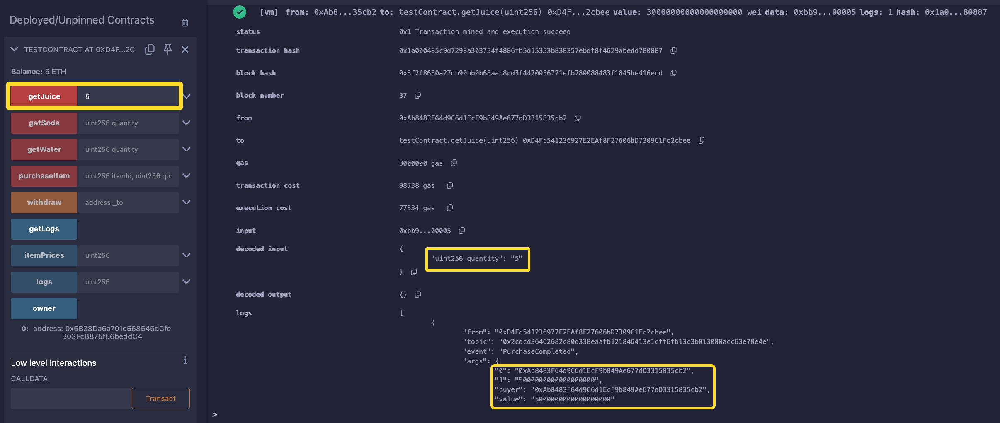 Deployed/Unpinned Contracts
TESTCONTRACT AT 0XD4F...2C
Balance: 5 ETH
getJuice 5
getSoda uint256 quantity
getWater uint256 quantity
purchaseItem uint256 itemId, uint256 qu
withdraw address _to
getLogs
itemPrices uint256
logs uint256
owner
0: address: 0x5B38Da6a701c568545dCfc
B03FcB875f56beddC4
Low level interactions
i
CALLDATA
Transact
[vm] from: 0xAb8...35cb2 to: testContract.getJuice(uint256) 0xD4F...2cbee value: 30000000000000000000 wei data: 0xbb9...00005 logs: 1 hash: 0x1a0...80887
status 0x1 Transaction mined and execution succeed
transaction hash 0x1a000485c9d7298a303754f4886fb5d15353b838357ebdf8f4629abedd780887
block hash 0x3f2f8680a27db90bb0b68aac8cd3f4470056721efb780088483f1845be416ecd
block number 37
from 0xAb8483F64d9C6d1EcF9b849Ae677dD3315835cb2
to testContract.getJuice(uint256) 0xD4Fc541236927E2EAf8F27606bD7309C1Fc2cbee
gas 3000000 gas
transaction cost 98738 gas
execution cost 77534 gas
input 0xbb9...00005
decoded input {
"uint256 quantity": "5"
}
decoded output {}
logs [
{
"from": "0xD4Fc541236927E2EAf8F27606bD7309C1Fc2cbee",
"topic": "0x2cdcd36462682c80d338eaafb121846413e1cff6fb13c3b013080acc63e70e4e",
"event": "PurchaseCompleted",
"args": {
"0": "0xAb8483F64d9C6d1EcF9b849Ae677dD3315835cb2",
"1": "5000000000000000000",
"buyer": "0xAb8483F64d9C6d1EcF9b849Ae677dD3315835cb2",
"value": "5000000000000000000"
>